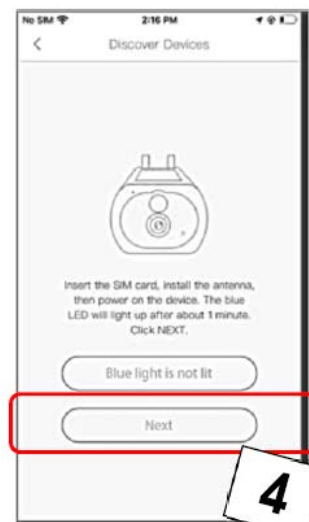 No SIM 2:16 PM
Discover Devices
Insert the SIM card, install the antenna,
then power on the device. The blue
LED will light up after about 1 minute.
Click NEXT.
Blue light is not lit
Next
4